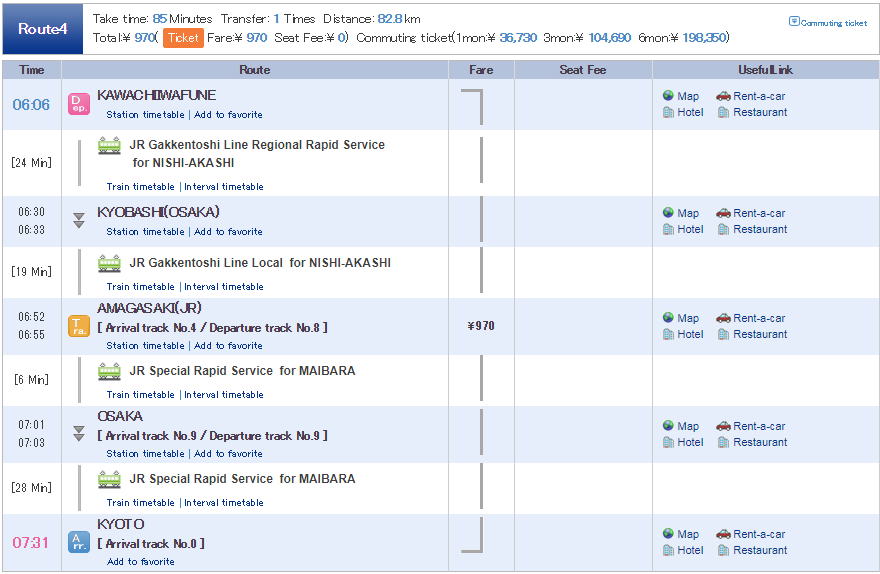 Route4
Take time: 85 Minutes Transfer: 1 Times Distance: 82.8 km
Total:¥ 970( Ticket Fare:¥ 970 Seat Fee:¥ 0) Commuting ticket(1mon:¥ 36,730 3mon:¥ 104,690 6mon:¥ 198,350)
Commuting ticket
Time Route Fare Seat Fee UsefulLink
06:06 Dep. KAWACHIIWAFUNE
Station timetable | Add to favorite
Map Rent-a-car
Hotel Restaurant
[24 Min] JR Gakkentoshi Line Regional Rapid Service
for NISHI-AKASHI
Train timetable | Interval timetable
06:30
06:33
KYOBASHI(OSAKA)
Station timetable | Add to favorite
Map Rent-a-car
Hotel Restaurant
[19 Min] JR Gakkentoshi Line Local for NISHI-AKASHI
Train timetable | Interval timetable
06:52
06:55
Tra. AMAGASAKI(JR)
[ Arrival track No.4 / Departure track No.8 ]
Station timetable | Add to favorite
¥970
Map Rent-a-car
Hotel Restaurant
[6 Min] JR Special Rapid Service for MAIBARA
Train timetable | Interval timetable
07:01
07:03
OSAKA
[ Arrival track No.9 / Departure track No.9 ]
Station timetable | Add to favorite
Map Rent-a-car
Hotel Restaurant
[28 Min] JR Special Rapid Service for MAIBARA
Train timetable | Interval timetable
07:31 Arr. KYOTO
[ Arrival track No.0 ]
Add to favorite
Map Rent-a-car
Hotel Restaurant